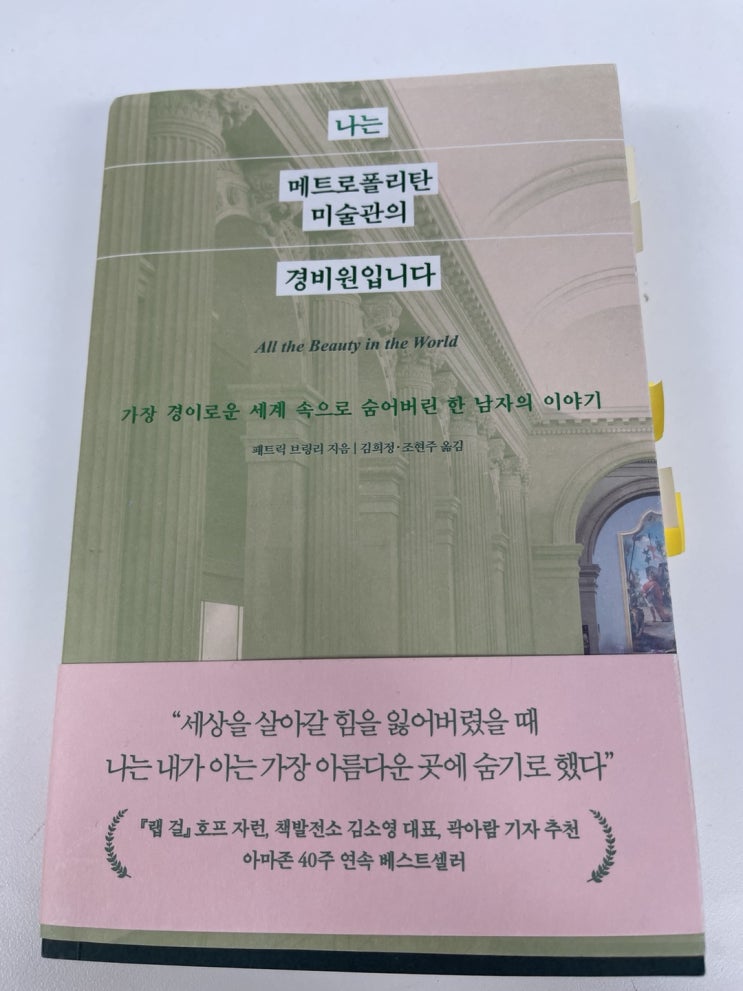 나는
메트로폴리탄
미술관의
경비원입니다
All the Beauty in the World
가장 경이로운 세계 속으로 숨어버린 한 남자의 이야기
패트릭 브링리 지음 | 김희정·조현주 옮김
“세상을 살아갈 힘을 잃어버렸을 때
나는 내가 아는 가장 아름다운 곳에 숨기로 했다”
『랩 걸』 호프 자런, 책발전소 김소영 대표, 곽아람 기자 추천
아마존 40주 연속 베스트셀러